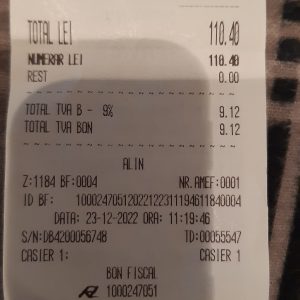 TOTAL LEI 110.40
NUMERAR LEI 110.40
REST 0.00
TOTAL TVA B - 9% 9.12
TOTAL TVA BON 9.12
ALIN
Z:1184 BF:0004 NR.AMEF:0001
ID BF: 10002470512022122311194611840004
DATA: 23-12-2022 ORA: 11:19:46
S/N:DB4200056748 TD:00055547
CASIER 1: CASIER 1
BON FISCAL
1000247051